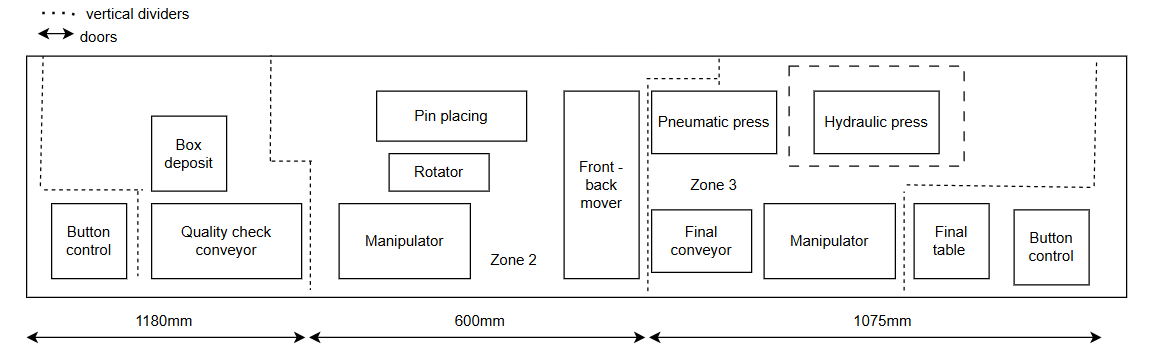 vertical dividers
doors
Pin placing
Pneumatic press
Hydraulic press
Box
deposit
Rotator
Front -
back
mover
Zone 3
Button
control
Quality check
conveyor
Manipulator
Zone 2
Final
conveyor
Manipulator
Final
table
Button
control
1180mm
600mm
1075mm